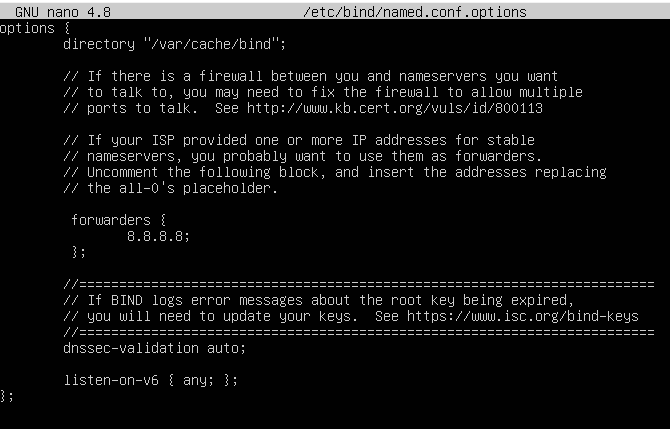 GNU nano 4.8 /etc/bind/named.conf.options
options {
directory "/var/cache/bind";
// If there is a firewall between you and nameservers you want
// to talk to, you may need to fix the firewall to allow multiple
// ports to talk.  See http://www.kb.cert.org/vuls/id/800113
// If your ISP provided one or more IP addresses for stable
// nameservers, you probably want to use them as forwarders.
// Uncomment the following block, and insert the addresses replacing
// the all-0's placeholder.
forwarders {
8.8.8.8;
};
//========================================================================
// If BIND logs error messages about the root key being expired,
// you will need to update your keys.  See https://www.isc.org/bind-keys
//========================================================================
dnssec-validation auto;
listen-on-v6 { any; };
};